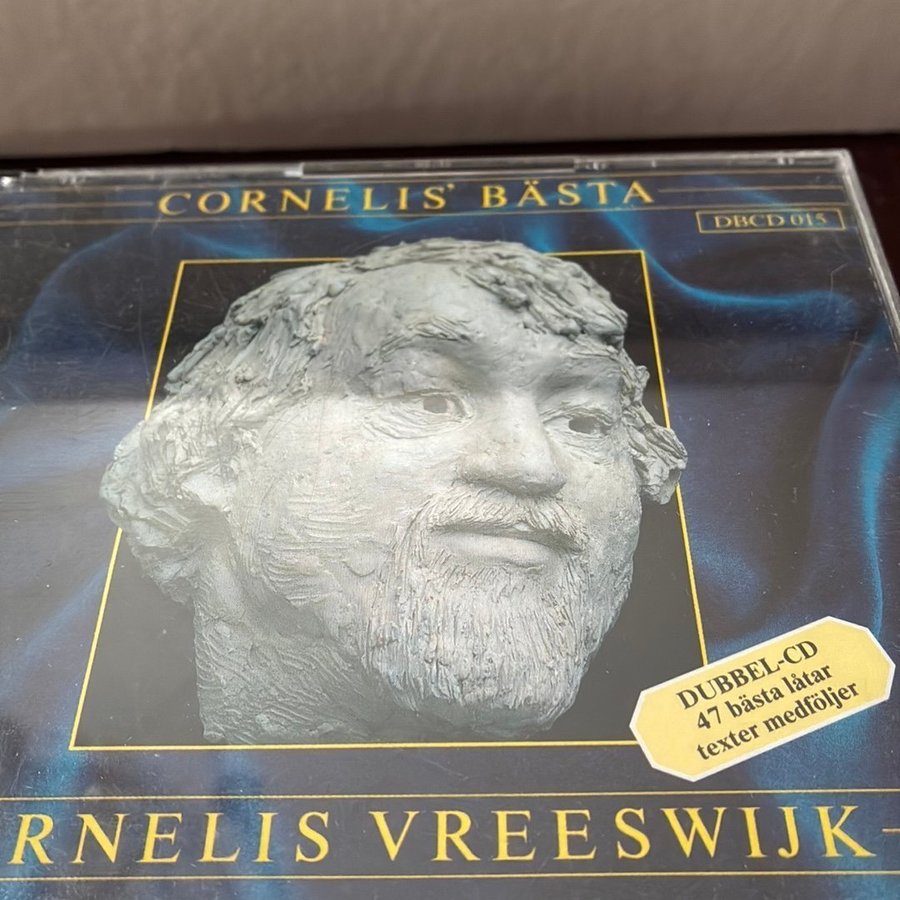 CORNELIS' BÄSTA
DBCD 015
DUBBEL-CD
47 bästa låtar
texter medföljer
RNELIS VREESWIJK